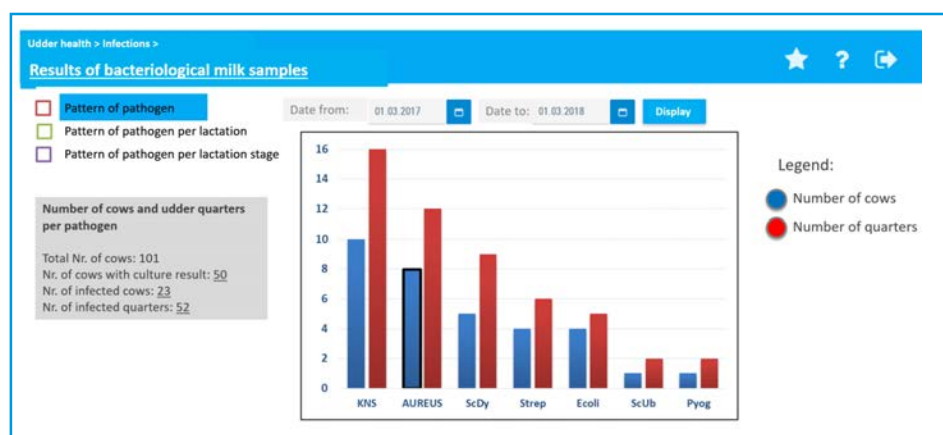 Udder health > Infections >
Results of bacteriological milk samples
?
Pattern of pathogen
Pattern of pathogen per lactation
Pattern of pathogen per lactation stage
Date from: 01.03.2017 Date to: 01.03.2018 Display
Number of cows and udder quarters
per pathogen
Total Nr. of cows: 101
Nr. of cows with culture result: 50
Nr. of infected cows: 23
Nr. of infected quarters: 52
16
14
12
10
8
6
4
2
0
KNS AUREUS ScDy Strep Ecoli ScUb Pyog
Legend:
Number of cows
Number of quarters